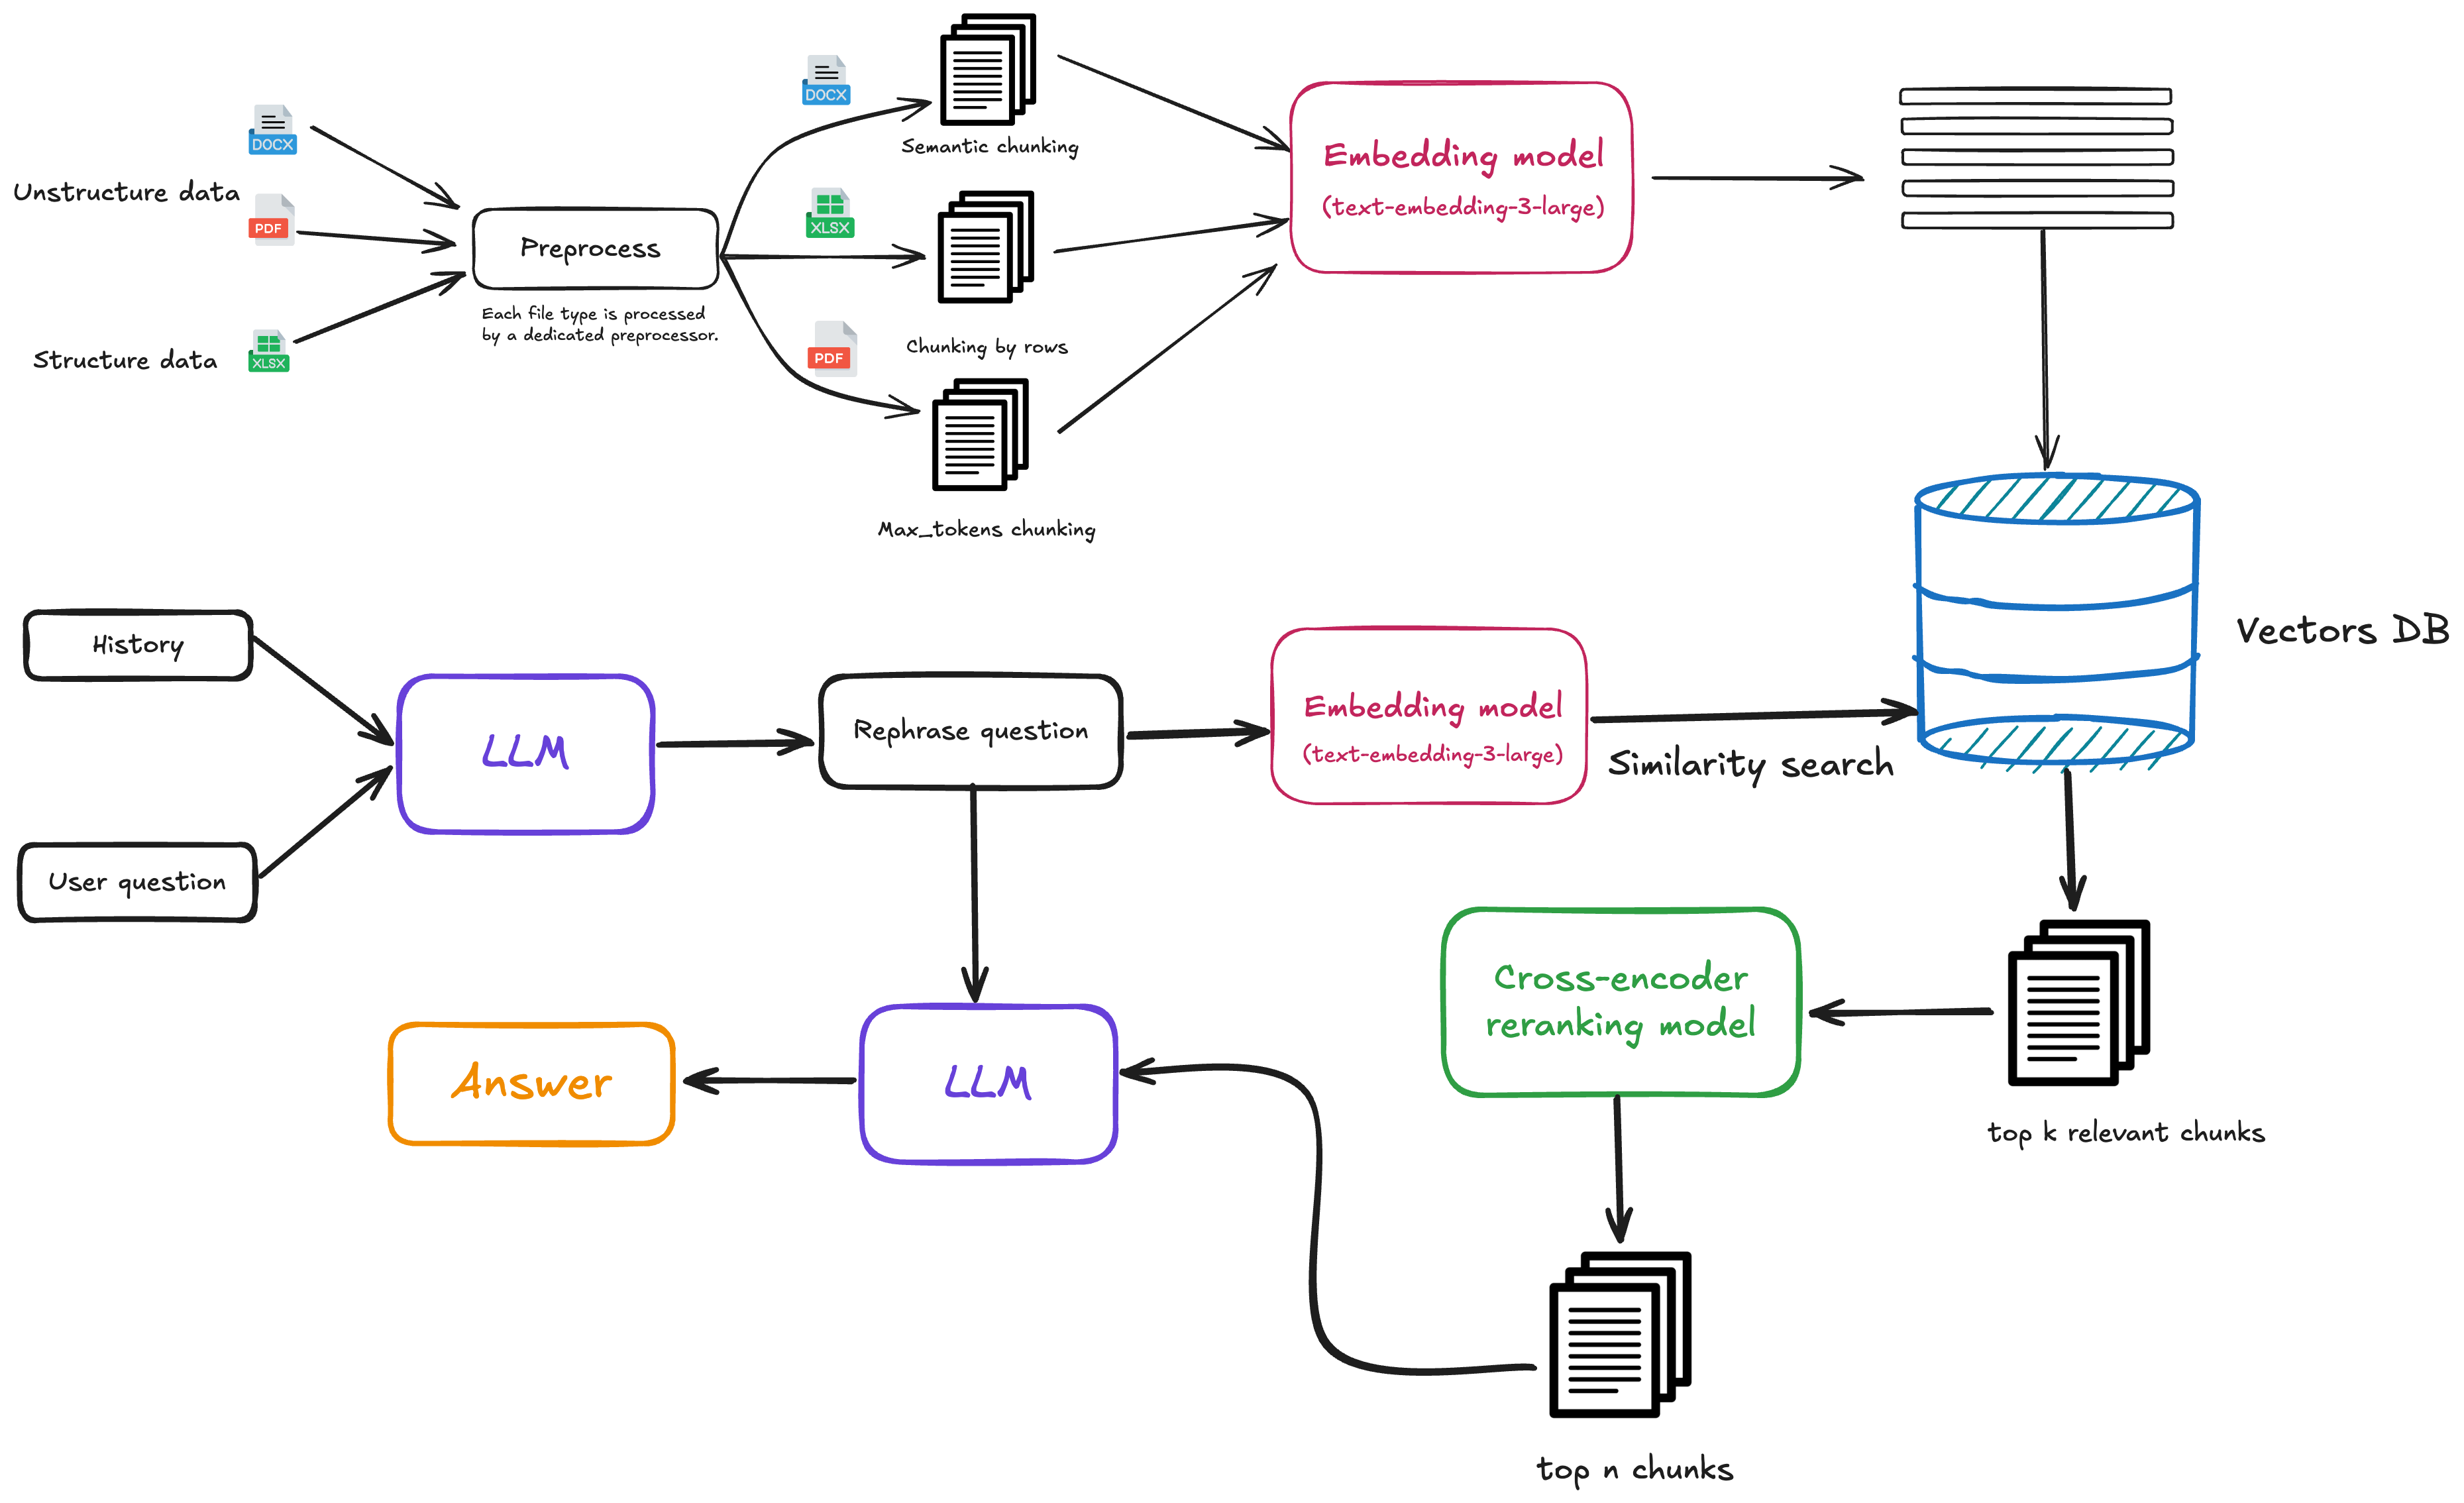 Unstructure data
DOCX
PDF
Structure data
XLSX
Preprocess
Each file type is processed
by a dedicated preprocessor.
DOCX
Semantic chunking
XLSX
Chunking by rows
PDF
Max_tokens chunking
Embedding model
(text-embedding-3-large)
Vectors DB
History
User question
LLM
Rephrase question
Embedding model
(text-embedding-3-large)
Similarity search
top k relevant chunks
Cross-encoder
reranking model
top n chunks
LLM
Answer